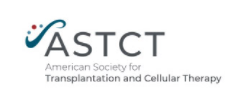 ASTCT
American Society for
Transplantation and Cellular Therapy